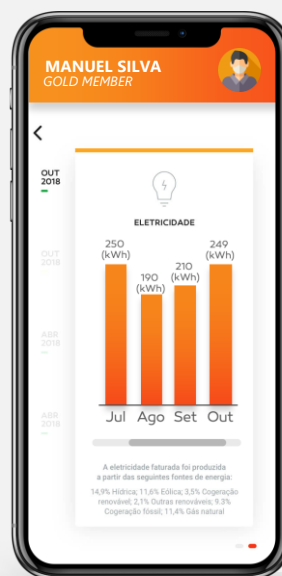 MANUEL SILVA
GOLD MEMBER
OUT
2018
OUT
2018
ABR
2018
ABR
2018
ELETRICIDADE
250
(kWh)
190
(kWh)
210
(kWh)
249
(kWh)
Jul Ago Set Out
A eletricidade faturada foi produzida
a partir das seguintes fontes de energia:
14,9% Hídrica; 11,6% Eólica; 3,5% Cogeração
renovável; 2,1% Outras renováveis; 9.3%
Cogeração fóssil; 11,4% Gás natural